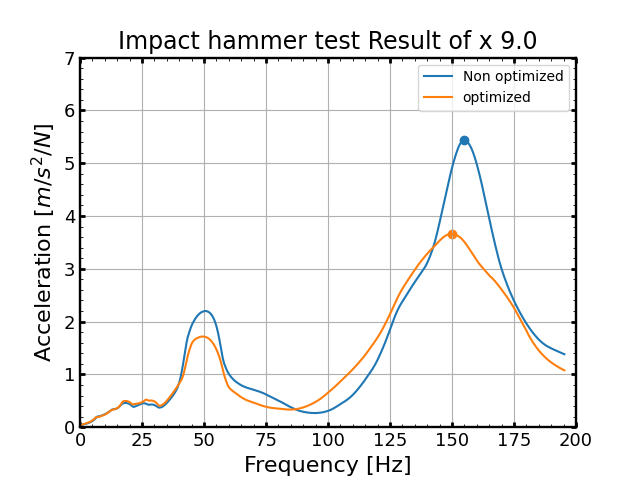 Impact hammer test Result of x 9.0
Non optimized
optimized
7
6
5
4
3
2
1
0
Acceleration [m/s²/N]
0 25 50 75 100 125 150 175 200
Frequency [Hz]